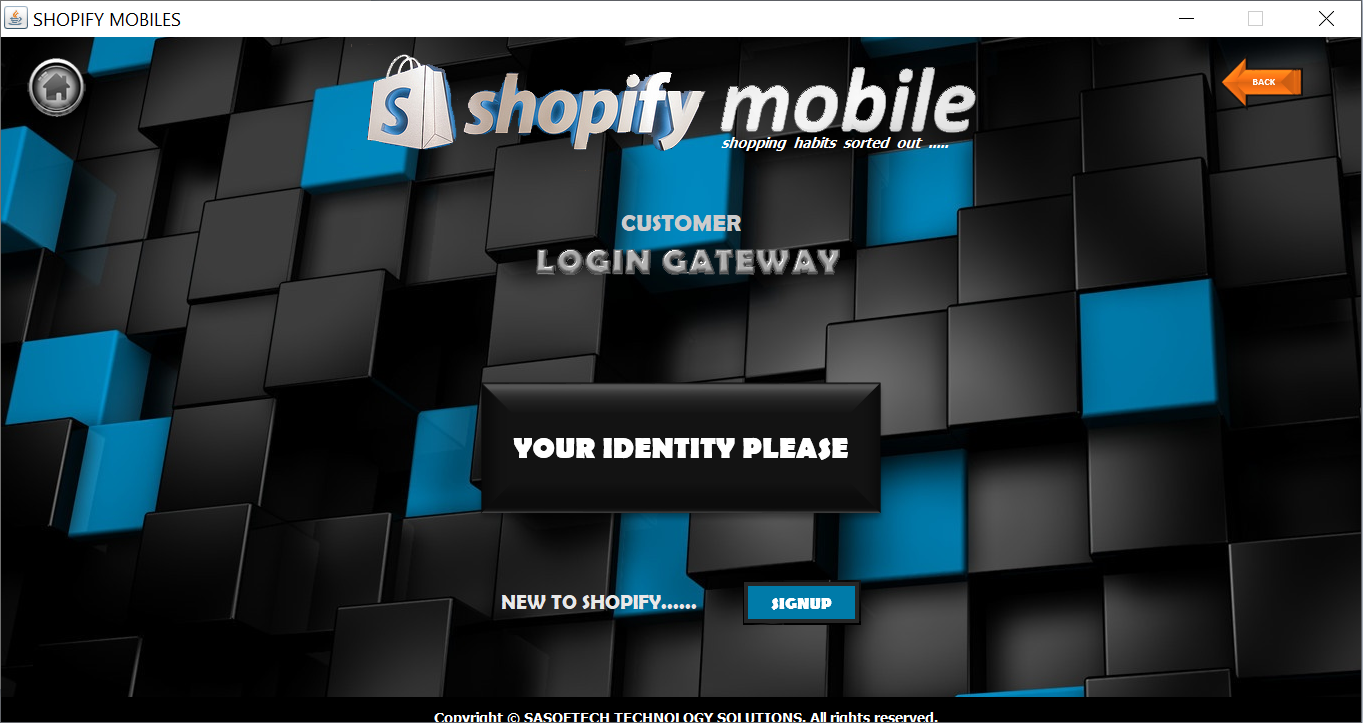 SHOPIFY MOBILES
BACK
S shopify mobile
shopping habits sorted out .....
CUSTOMER
LOGIN GATEWAY
YOUR IDENTITY PLEASE
NEW TO SHOPIFY...... SIGNUP
Copyright © SASOFTECH TECHNOLOGY SOLUTIONS. All rights reserved.